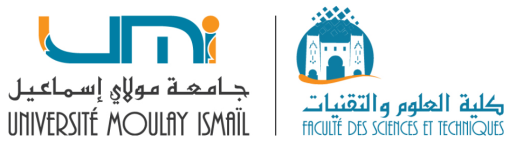 umi
جامعة مولاي إسماعيل
UNIVERSITÉ MOULAY ISMAÏL
كلية العلوم والتقنيات
FACULTÉ DES SCIENCES ET TECHNIQUES